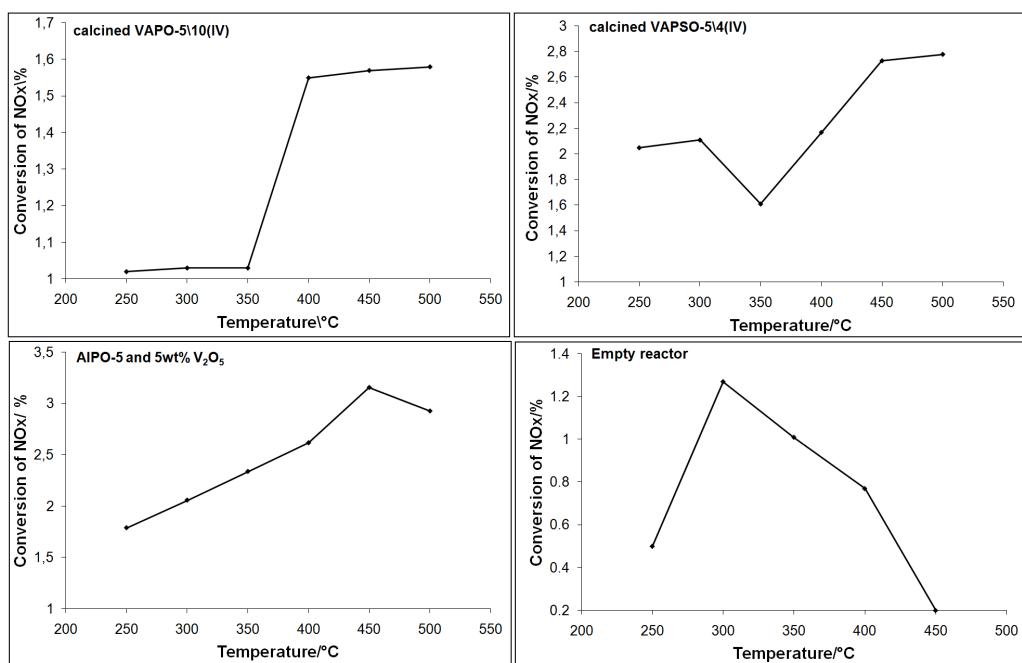 calcined VAPO-5\10(IV)
Conversion of NOx\%
1,7
1,6
1,5
1,4
1,3
1,2
1,1
1
200 250 300 350 400 450 500 550
Temperature\°C
calcined VAPSO-5\4(IV)
Conversion of NOx/%
3
2,8
2,6
2,4
2,2
2
1,8
1,6
1,4
1,2
1
200 250 300 350 400 450 500 550
Temperature/°C
AlPO-5 and 5wt% V₂O₅
Conversion of NOx/ %
3,5
3
2,5
2
1,5
1
200 250 300 350 400 450 500 550
Temperature/°C
Empty reactor
Conversion of NOx/%
1.4
1.2
1
0.8
0.6
0.4
0.2
200 250 300 350 400 450 500
Temperature/°C